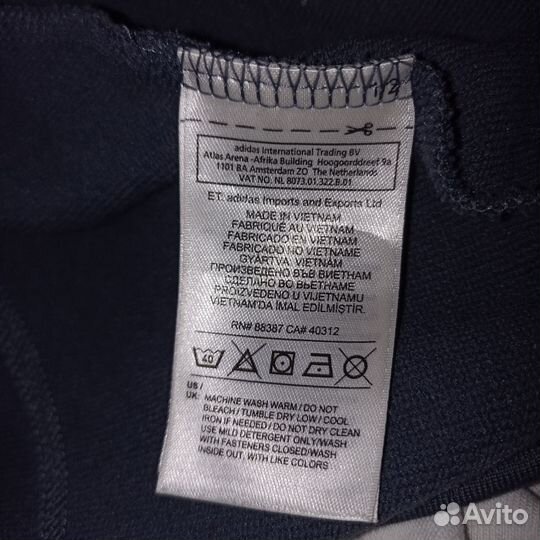 12
adidas International Trading BV
Atlas Arena -Afrika Building Hoogoorddreef 9a
1101 BA Amsterdam ZO The Netherlands
VAT NO. NL 8073.01.322.B.01
ET. adidas Imports and Exports Ltd
MADE IN VIETNAM
FABRIQUÉ AU VIETNAM
FABRICADO EN VIETNAM
FABRICADO NO VIETNAM
GYÁRTVA: VIETNAM
ПРОИЗВЕДЕНО ВЪВ ВИЕТНАМ
СДЕЛАНО ВО ВЬЕТНАМЕ
PROIZVEDENO U VIJETNAMU
VIETNAM'DA IMAL EDİLMİŞTİR.
RN# 88387 CA# 40312
40
US /
UK: MACHINE WASH WARM / DO NOT
BLEACH / TUMBLE DRY LOW / COOL
IRON IF NEEDED / DO NOT DRY CLEAN
USE MILD DETERGENT ONLY/WASH
WITH FASTENERS CLOSED/WASH
INSIDE OUT, WITH LIKE COLORS
Avito